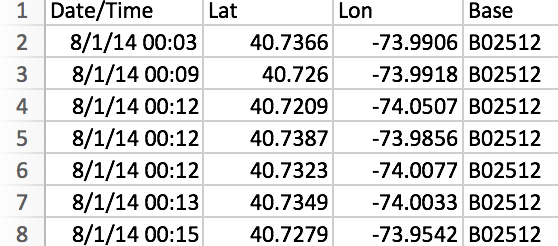 1 Date/Time Lat Lon Base
2 8/1/14 00:03 40.7366 -73.9906 B02512
3 8/1/14 00:09 40.726 -73.9918 B02512
4 8/1/14 00:12 40.7209 -74.0507 B02512
5 8/1/14 00:12 40.7387 -73.9856 B02512
6 8/1/14 00:12 40.7323 -74.0077 B02512
7 8/1/14 00:13 40.7349 -74.0033 B02512
8 8/1/14 00:15 40.7279 -73.9542 B02512